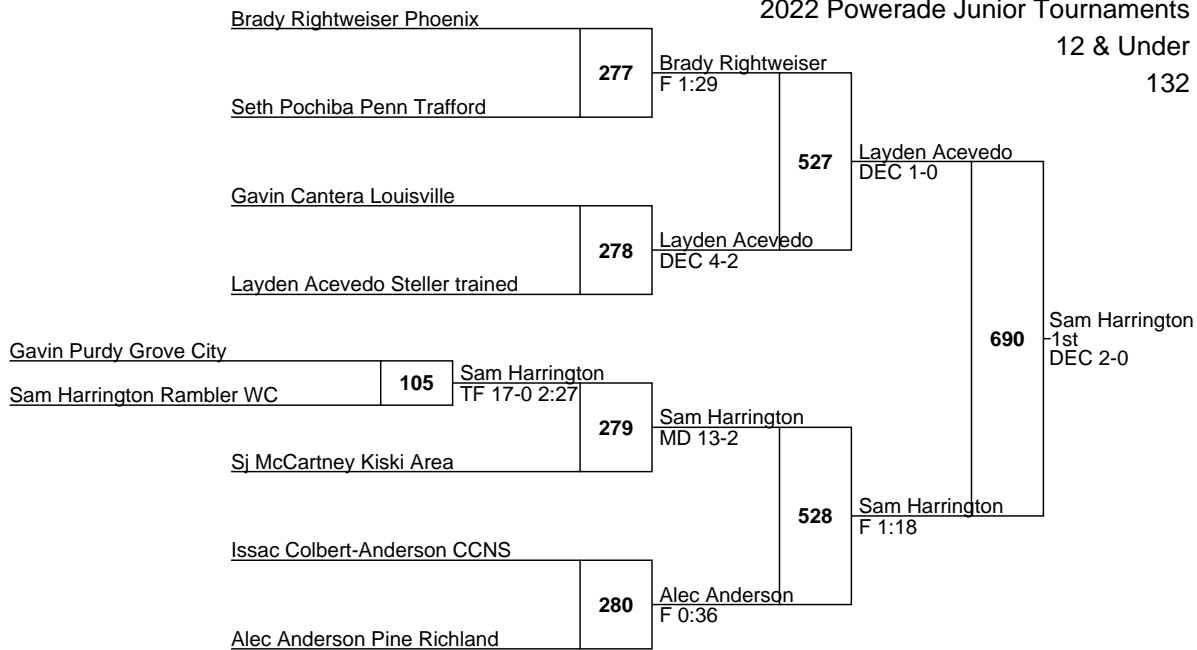 2022 Powerade Junior Tournaments
12 & Under
132
Brady Rightweiser Phoenix
277
Brady Rightweiser
F 1:29
Seth Pochiba Penn Trafford
527
Layden Acevedo
DEC 1-0
Gavin Cantera Louisville
278
Layden Acevedo
DEC 4-2
Layden Acevedo Steller trained
690
Sam Harrington
1st
DEC 2-0
Gavin Purdy Grove City
105
Sam Harrington
TF 17-0 2:27
Sam Harrington Rambler WC
279
Sam Harrington
MD 13-2
Sj McCartney Kiski Area
528
Sam Harrington
F 1:18
Issac Colbert-Anderson CCNS
280
Alec Anderson
F 0:36
Alec Anderson Pine Richland